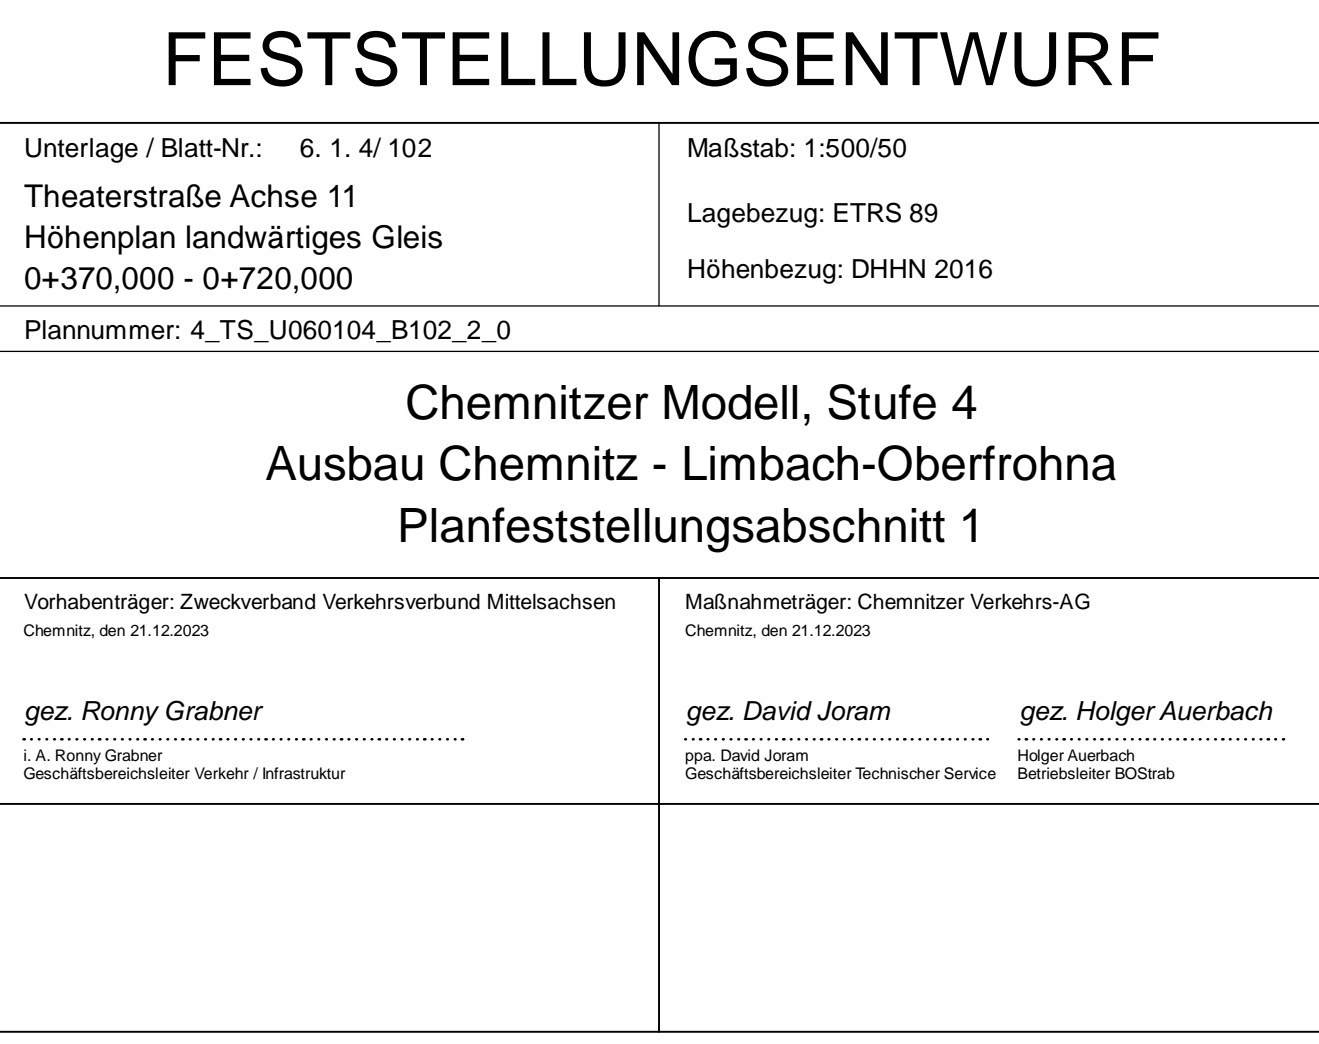 FESTSTELLUNGSENTWURF
Unterlage / Blatt-Nr.: 6. 1. 4/ 102
Theaterstraße Achse 11
Höhenplan landwärtiges Gleis
0+370,000 - 0+720,000
Maßstab: 1:500/50
Lagebezug: ETRS 89
Höhenbezug: DHHN 2016
Plannummer: 4_TS_U060104_B102_2_0
Chemnitzer Modell, Stufe 4
Ausbau Chemnitz - Limbach-Oberfrohna
Planfeststellungsabschnitt 1
Vorhabenträger: Zweckverband Verkehrsverbund Mittelsachsen
Chemnitz, den 21.12.2023
gez. Ronny Grabner
i. A. Ronny Grabner
Geschäftsbereichsleiter Verkehr / Infrastruktur
Maßnahmeträger: Chemnitzer Verkehrs-AG
Chemnitz, den 21.12.2023
gez. David Joram
ppa. David Joram
Geschäftsbereichsleiter Technischer Service
gez. Holger Auerbach
Holger Auerbach
Betriebsleiter BOStrab